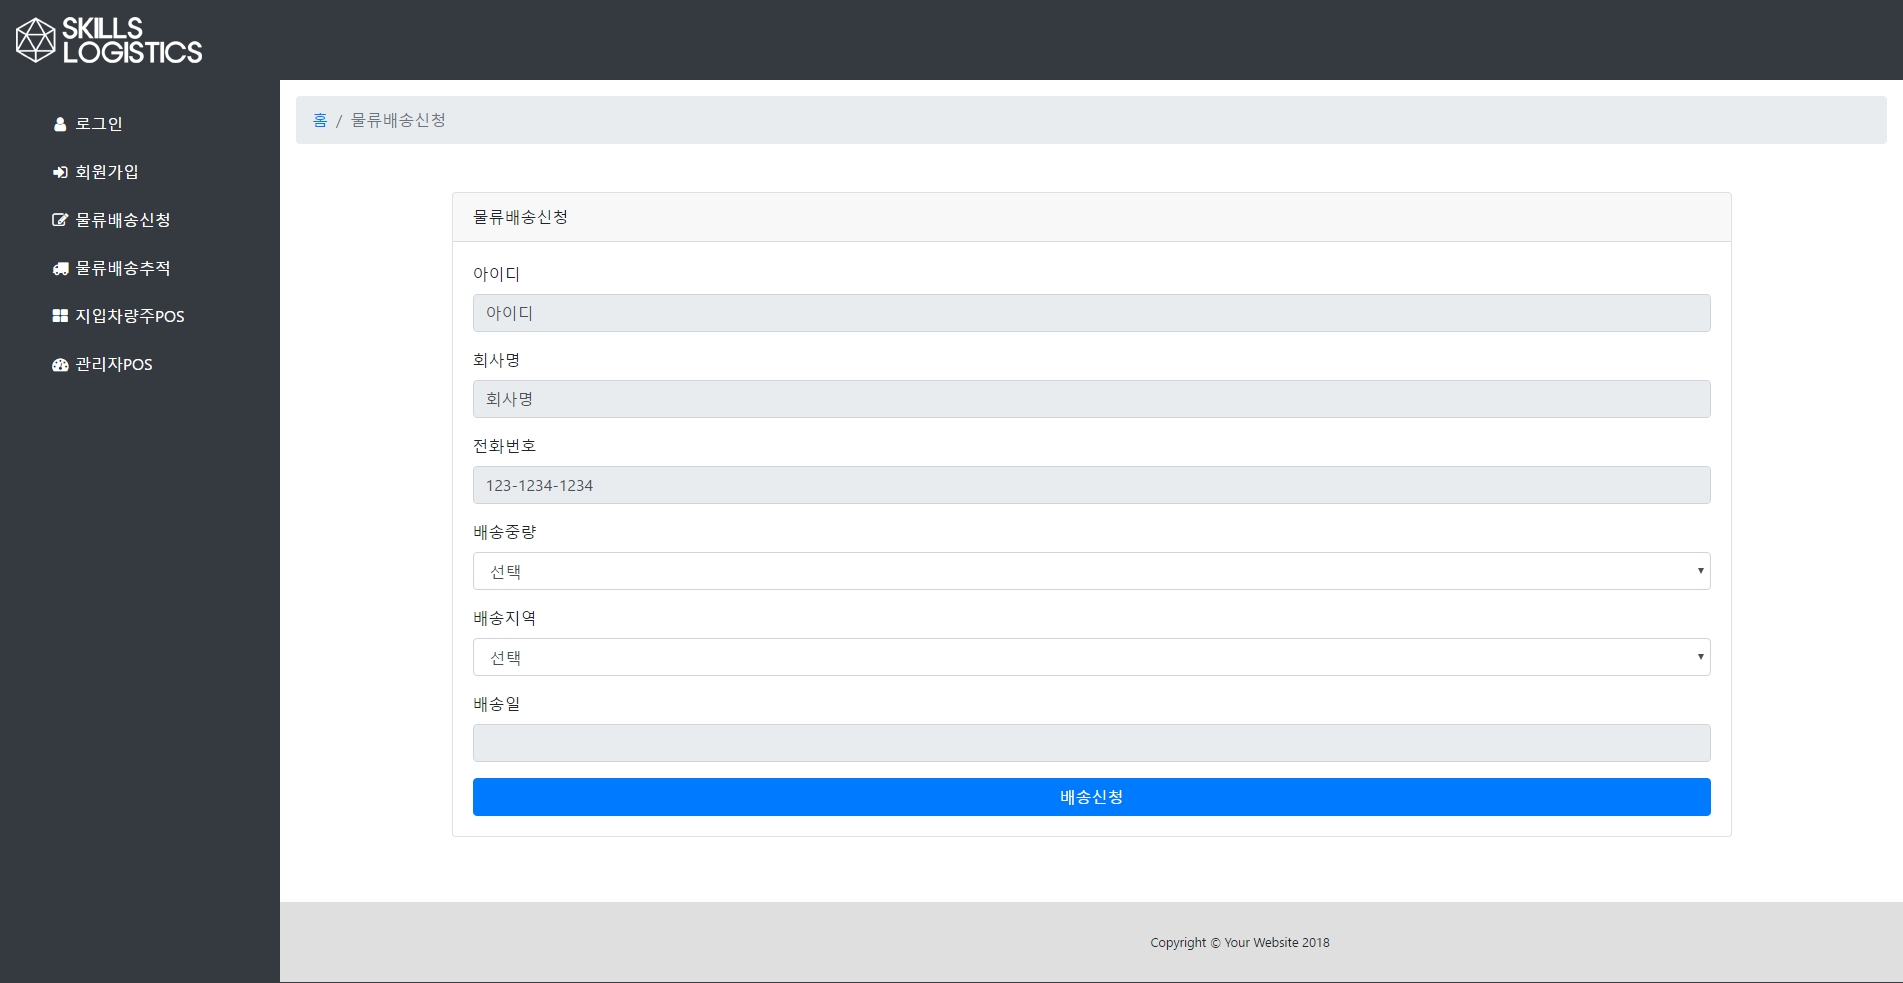 SKILLS
LOGISTICS
로그인
회원가입
물류배송신청
물류배송추적
지입차량주POS
관리자POS
홈 / 물류배송신청
물류배송신청
아이디
아이디
회사명
회사명
전화번호
123-1234-1234
배송중량
선택
배송지역
선택
배송일
배송신청
Copyright © Your Website 2018